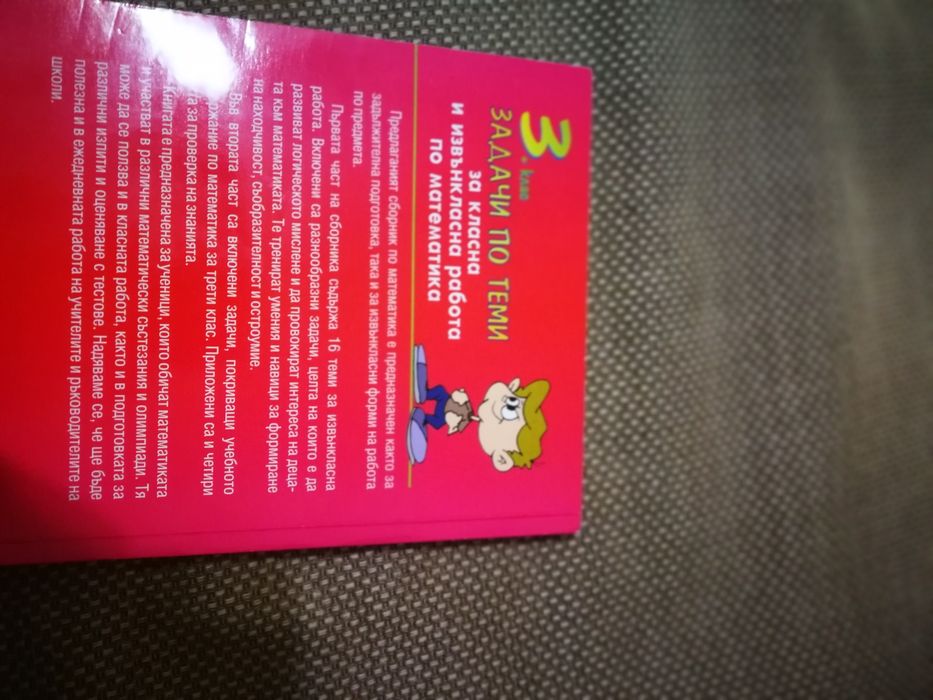 3. клас
ЗАДАЧИ ПО ТЕМИ
за класна
и извънкласна работа
по математика
Предлаганият сборник по математика е предназначен както за
задължителна подготовка, така и за извънкласни форми на работа
по предмета.
Първата част на сборника съдържа 16 теми за извънкласна
работа. Включени са разнообразни задачи, целта на които е да
развиват логическото мислене и да провокират интереса на деца-
та към математиката. Те тренират умения и навици за формиране
на находчивост, съобразителност и остроумие.
Във втората част са включени задачи, покриващи учебното
ържание по математика за трети клас. Приложени са и четири
та за проверка на знанията.
Книгата е предназначена за ученици, които обичат математиката
и участват в различни математически състезания и олимпиади. Тя
може да се ползва и в класната работа, както и в подготовката за
различни изпити и оценяване с тестове. Надяваме се, че ще бъде
полезна и в ежедневната работа на учителите и ръководителите на
школи.